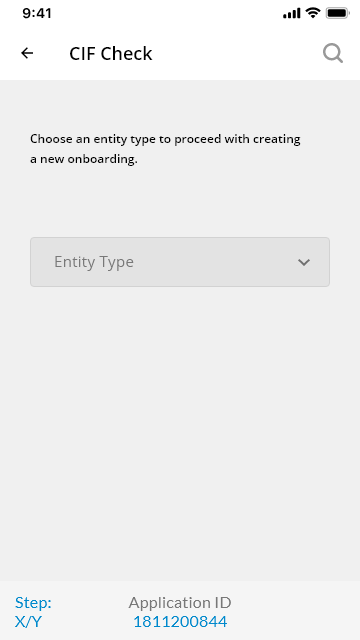 9:41
CIF Check
Choose an entity type to proceed with creating
a new onboarding.
Entity Type
Step: Application ID
X/Y 1811200844